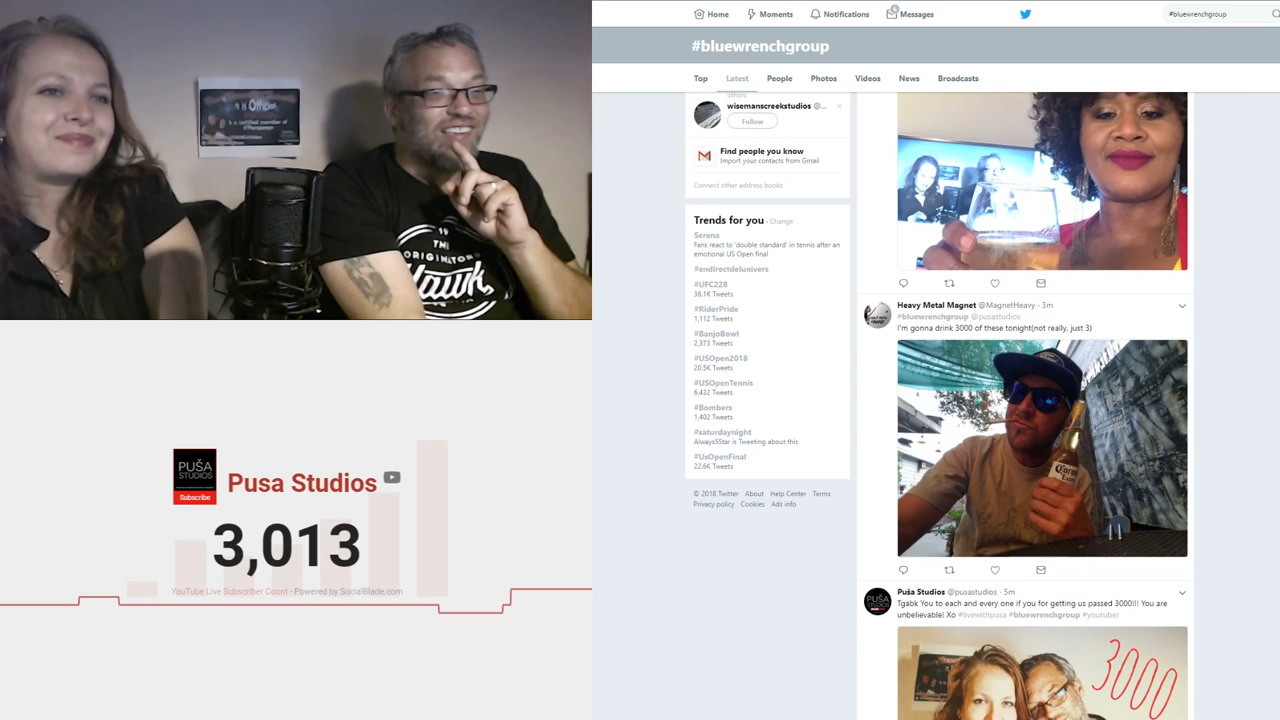 It is Official
19
THE
ORIGINATOR
Hawk
PUŠA
STUDIOS
Subscribe
Pusa Studios
3,013
YouTube Live Subscriber Count - Powered by SocialBlade.com
Home
Moments
Notifications
Messages
#bluewrenchgroup
#bluewrenchgroup
Top
Latest
People
Photos
Videos
News
Broadcasts
others
wisemanscreekstudios @...
Follow
Find people you know
Import your contacts from Gmail
Connect other address books
Trends for you · Change
Serena
Fans react to 'double standard' in tennis after an
emotional US Open final
#endirectdelunivers
#UFC228
36.1K Tweets
#RiderPride
1,112 Tweets
#BanjoBowl
2,373 Tweets
#USOpen2018
20.5K Tweets
#USOpenTennis
6,432 Tweets
#Bombers
1,402 Tweets
#saturdaynight
Always5Star is Tweeting about this
#UsOpenFinal
22.6K Tweets
© 2018 Twitter About Help Center Terms
Privacy policy Cookies Ads info
Heavy Metal Magnet @MagnetHeavy · 3m
#bluewrenchgroup @pusastudios
I'm gonna drink 3000 of these tonight(not really, just 3)
Corona
Extra
Puša Studios @pusastudios · 5m
Tgabk You to each and every one if you for getting us passed 3000!!! You are
unbelievable! Xo #livewithpusa #bluewrenchgroup #youtuber
3000